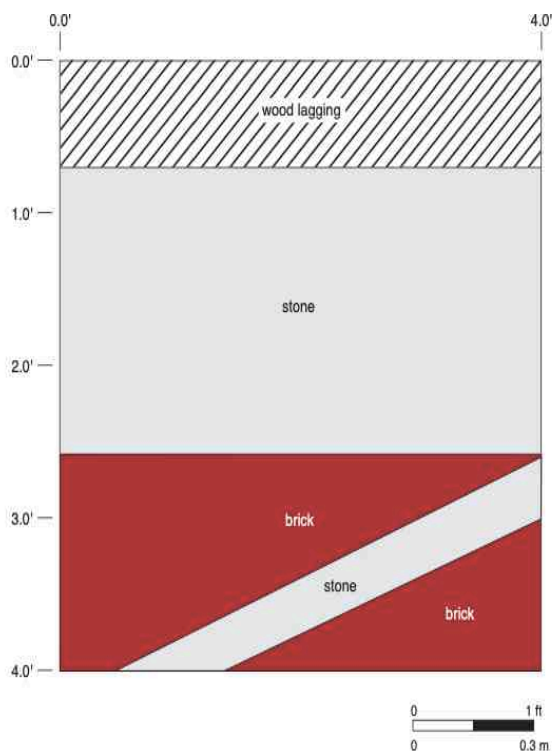 0.0' 4.0'
0.0'
wood lagging
1.0'
stone
2.0'
3.0'
brick
stone
brick
4.0'
0 1 ft
0 0.3 m